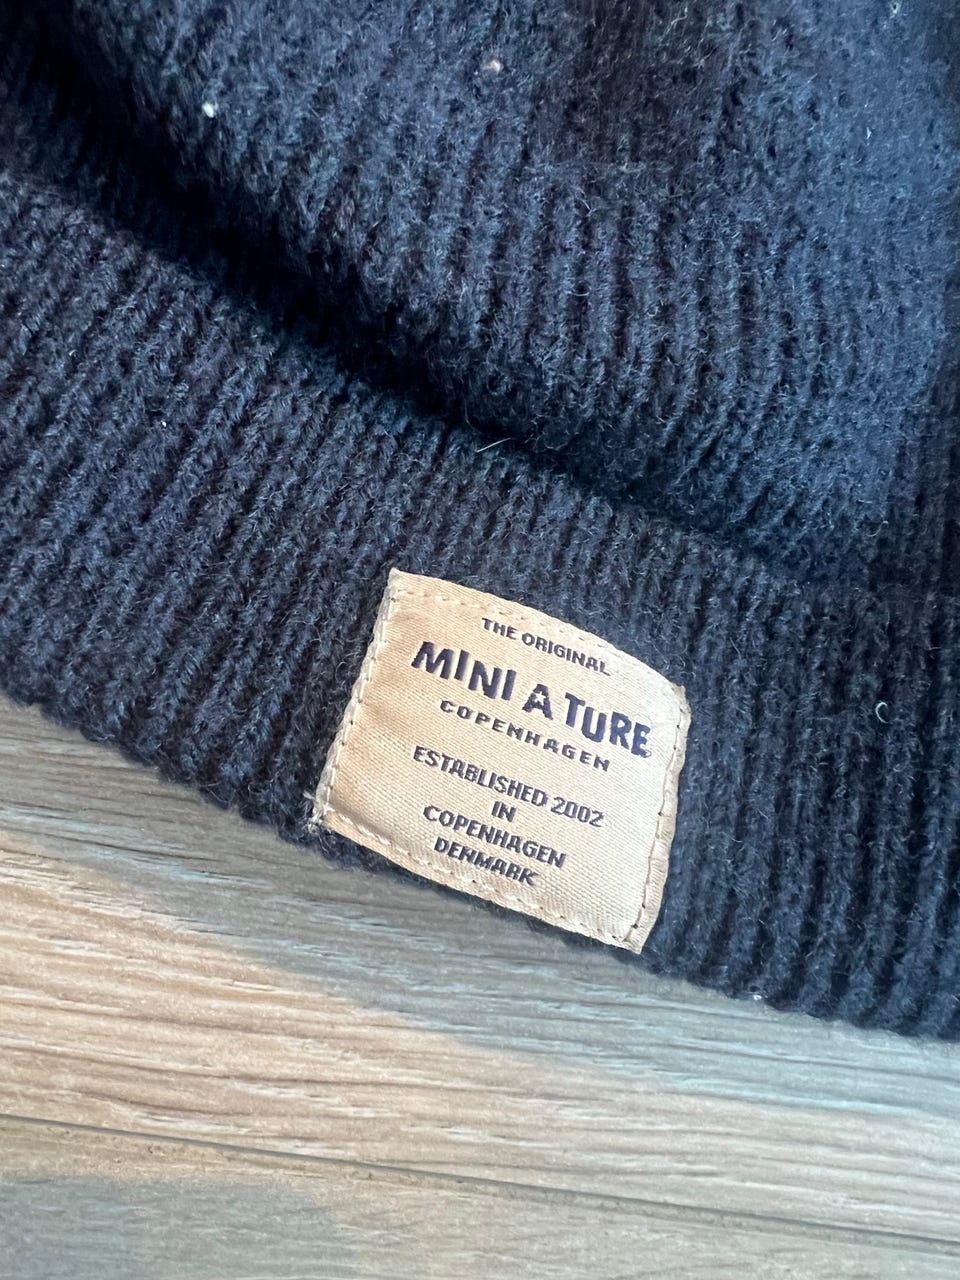 THE ORIGINAL
MINI A TURE
COPENHAGEN
ESTABLISHED 2002
IN
COPENHAGEN
DENMARK